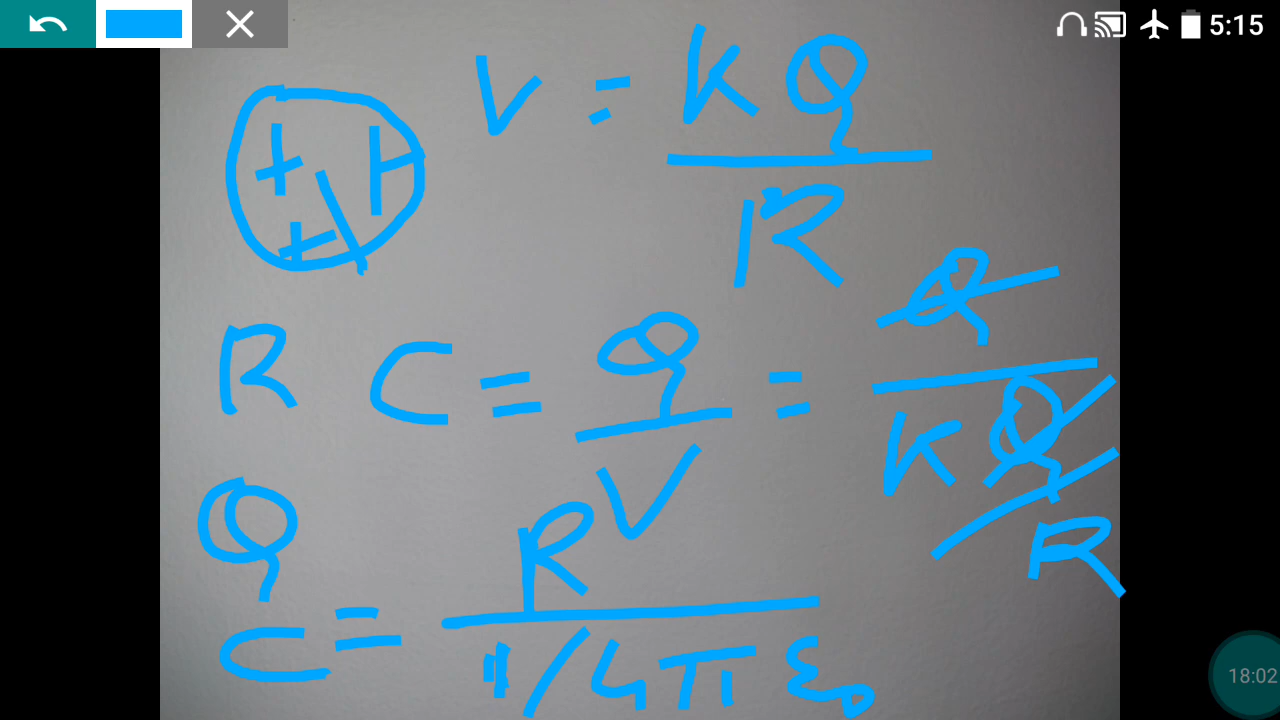 5:15
V = KQ / R
+ + +
R C = Q / V = Q / KQ / R
Q
C = R / 1/4πε₀
18:02